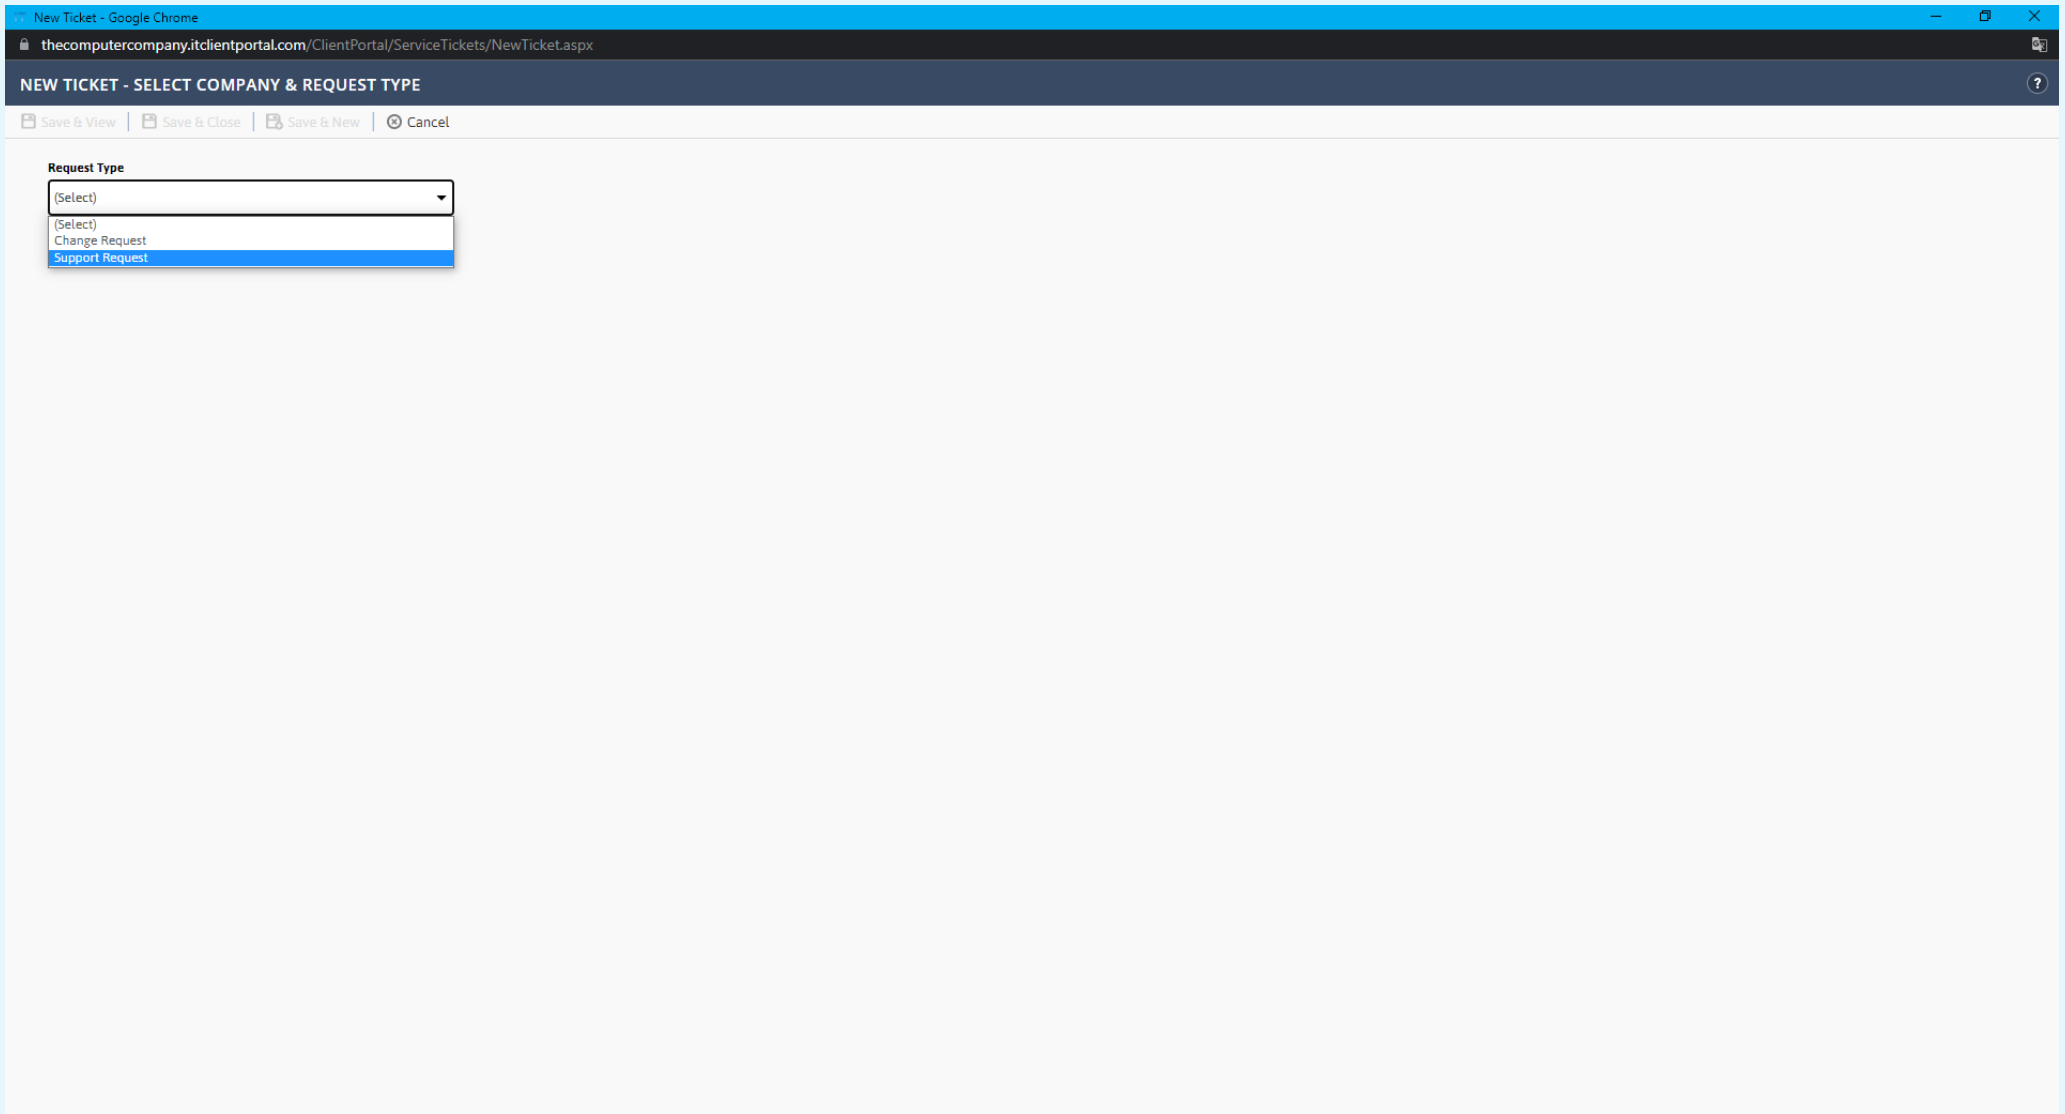 New Ticket - Google Chrome
thecomputercompany.itclientportal.com/ClientPortal/ServiceTickets/NewTicket.aspx
NEW TICKET - SELECT COMPANY & REQUEST TYPE
?
Save & View Save & Close Save & New Cancel
Request Type
(Select)
(Select)
Change Request
Support Request